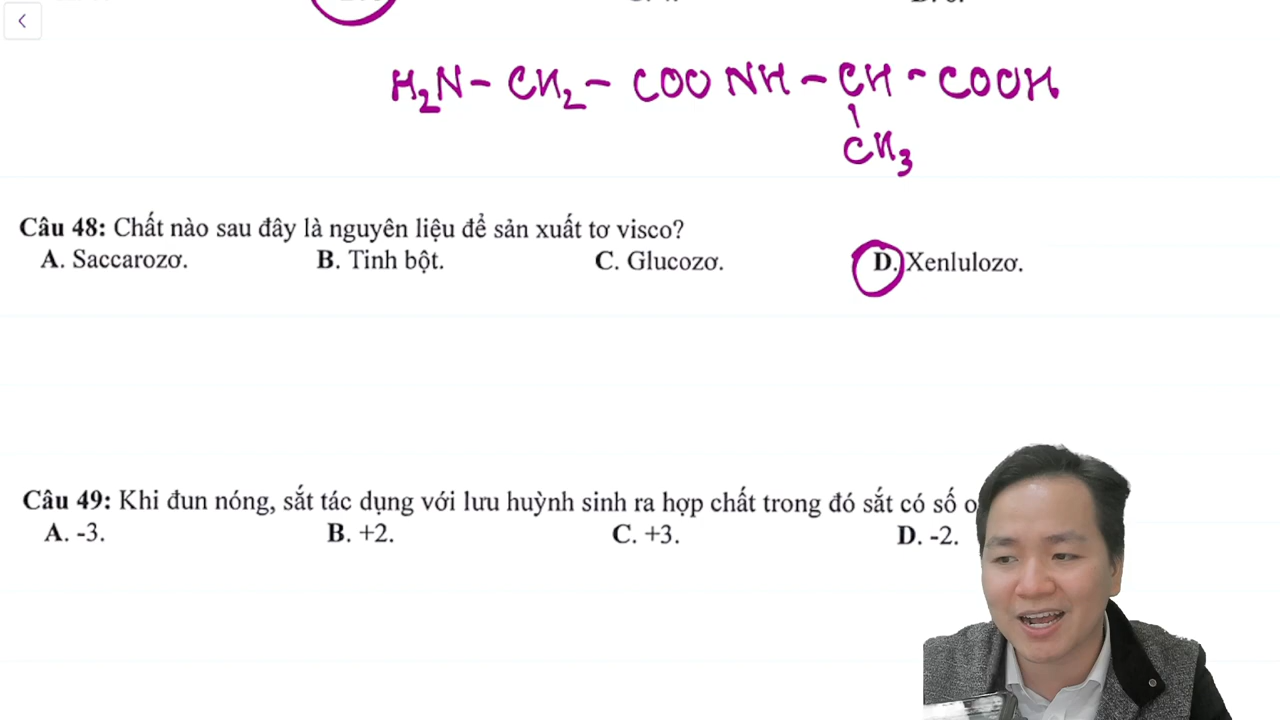 H₂N - CH₂ - COO NH - CH - COOH
CH₃
Câu 48: Chất nào sau đây là nguyên liệu để sản xuất tơ visco?
A. Saccarozơ. B. Tinh bột. C. Glucozơ. D. Xenlulozơ.
Câu 49: Khi đun nóng, sắt tác dụng với lưu huỳnh sinh ra hợp chất trong đó sắt có số
A. -3. B. +2. C. +3. D. -2.